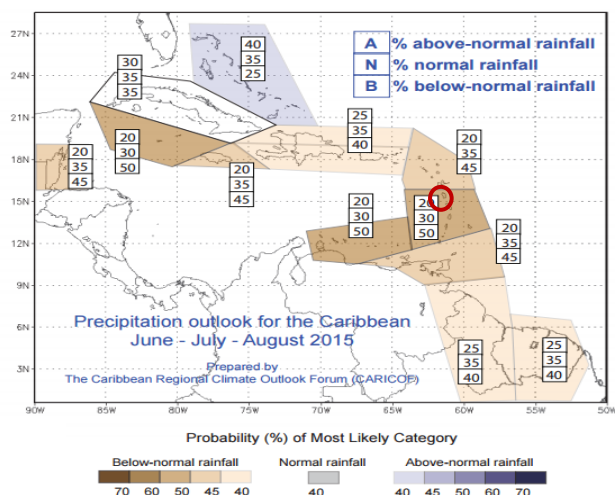 27N
24N
21N
18N
15N
12N
9N
6N
3N
A % above-normal rainfall
N % normal rainfall
B % below-normal rainfall
40
35
25
30
35
35
25
35
40
20
30
50
20
35
45
20
35
45
20
35
45
20
30
50
20
30
50
20
35
45
25
35
40
25
35
40
Precipitation outlook for the Caribbean
June - July - August 2015
Prepared by
The Caribbean Regional Climate Outlook Forum (CARICOF)
90W 85W 80W 75W 70W 65W 60W 55W 50W
Probability (%) of Most Likely Category
Below-normal rainfall Normal rainfall Above-normal rainfall
70 60 50 45 40 40 40 45 50 60 70